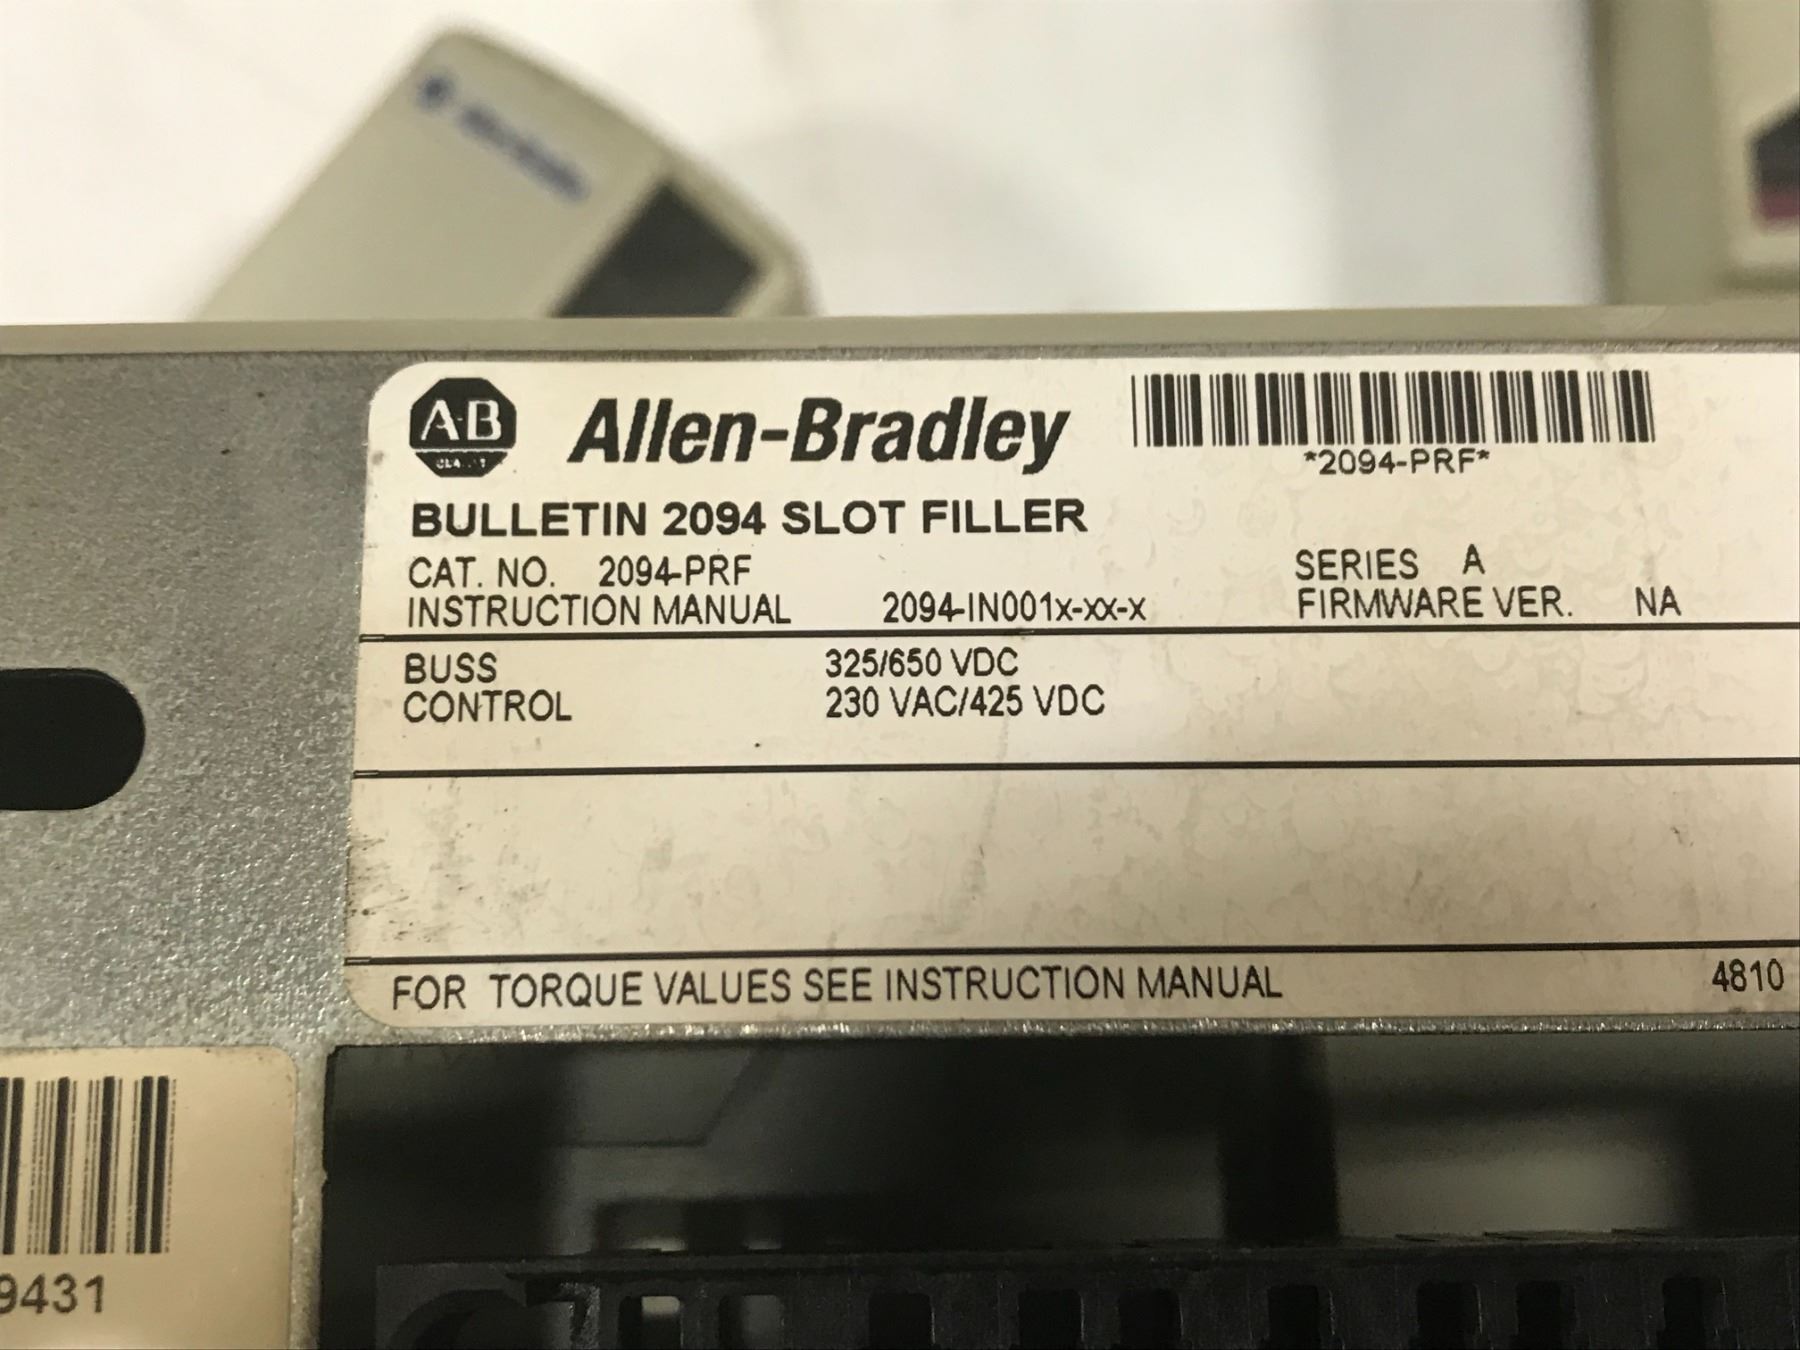 A·B
Allen-Bradley
*2094-PRF*
BULLETIN 2094 SLOT FILLER
CAT. NO. 2094-PRF SERIES A
INSTRUCTION MANUAL 2094-IN001x-xx-x FIRMWARE VER. NA
BUSS 325/650 VDC
CONTROL 230 VAC/425 VDC
FOR TORQUE VALUES SEE INSTRUCTION MANUAL 4810
9431